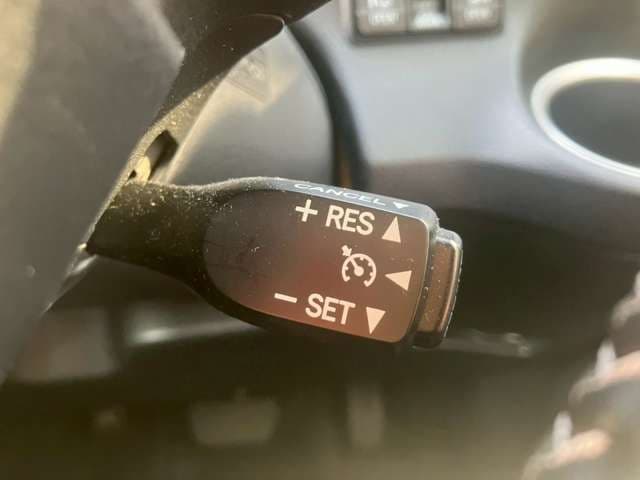 CANCEL ▼
+ RES ▲
◀
− SET ▼